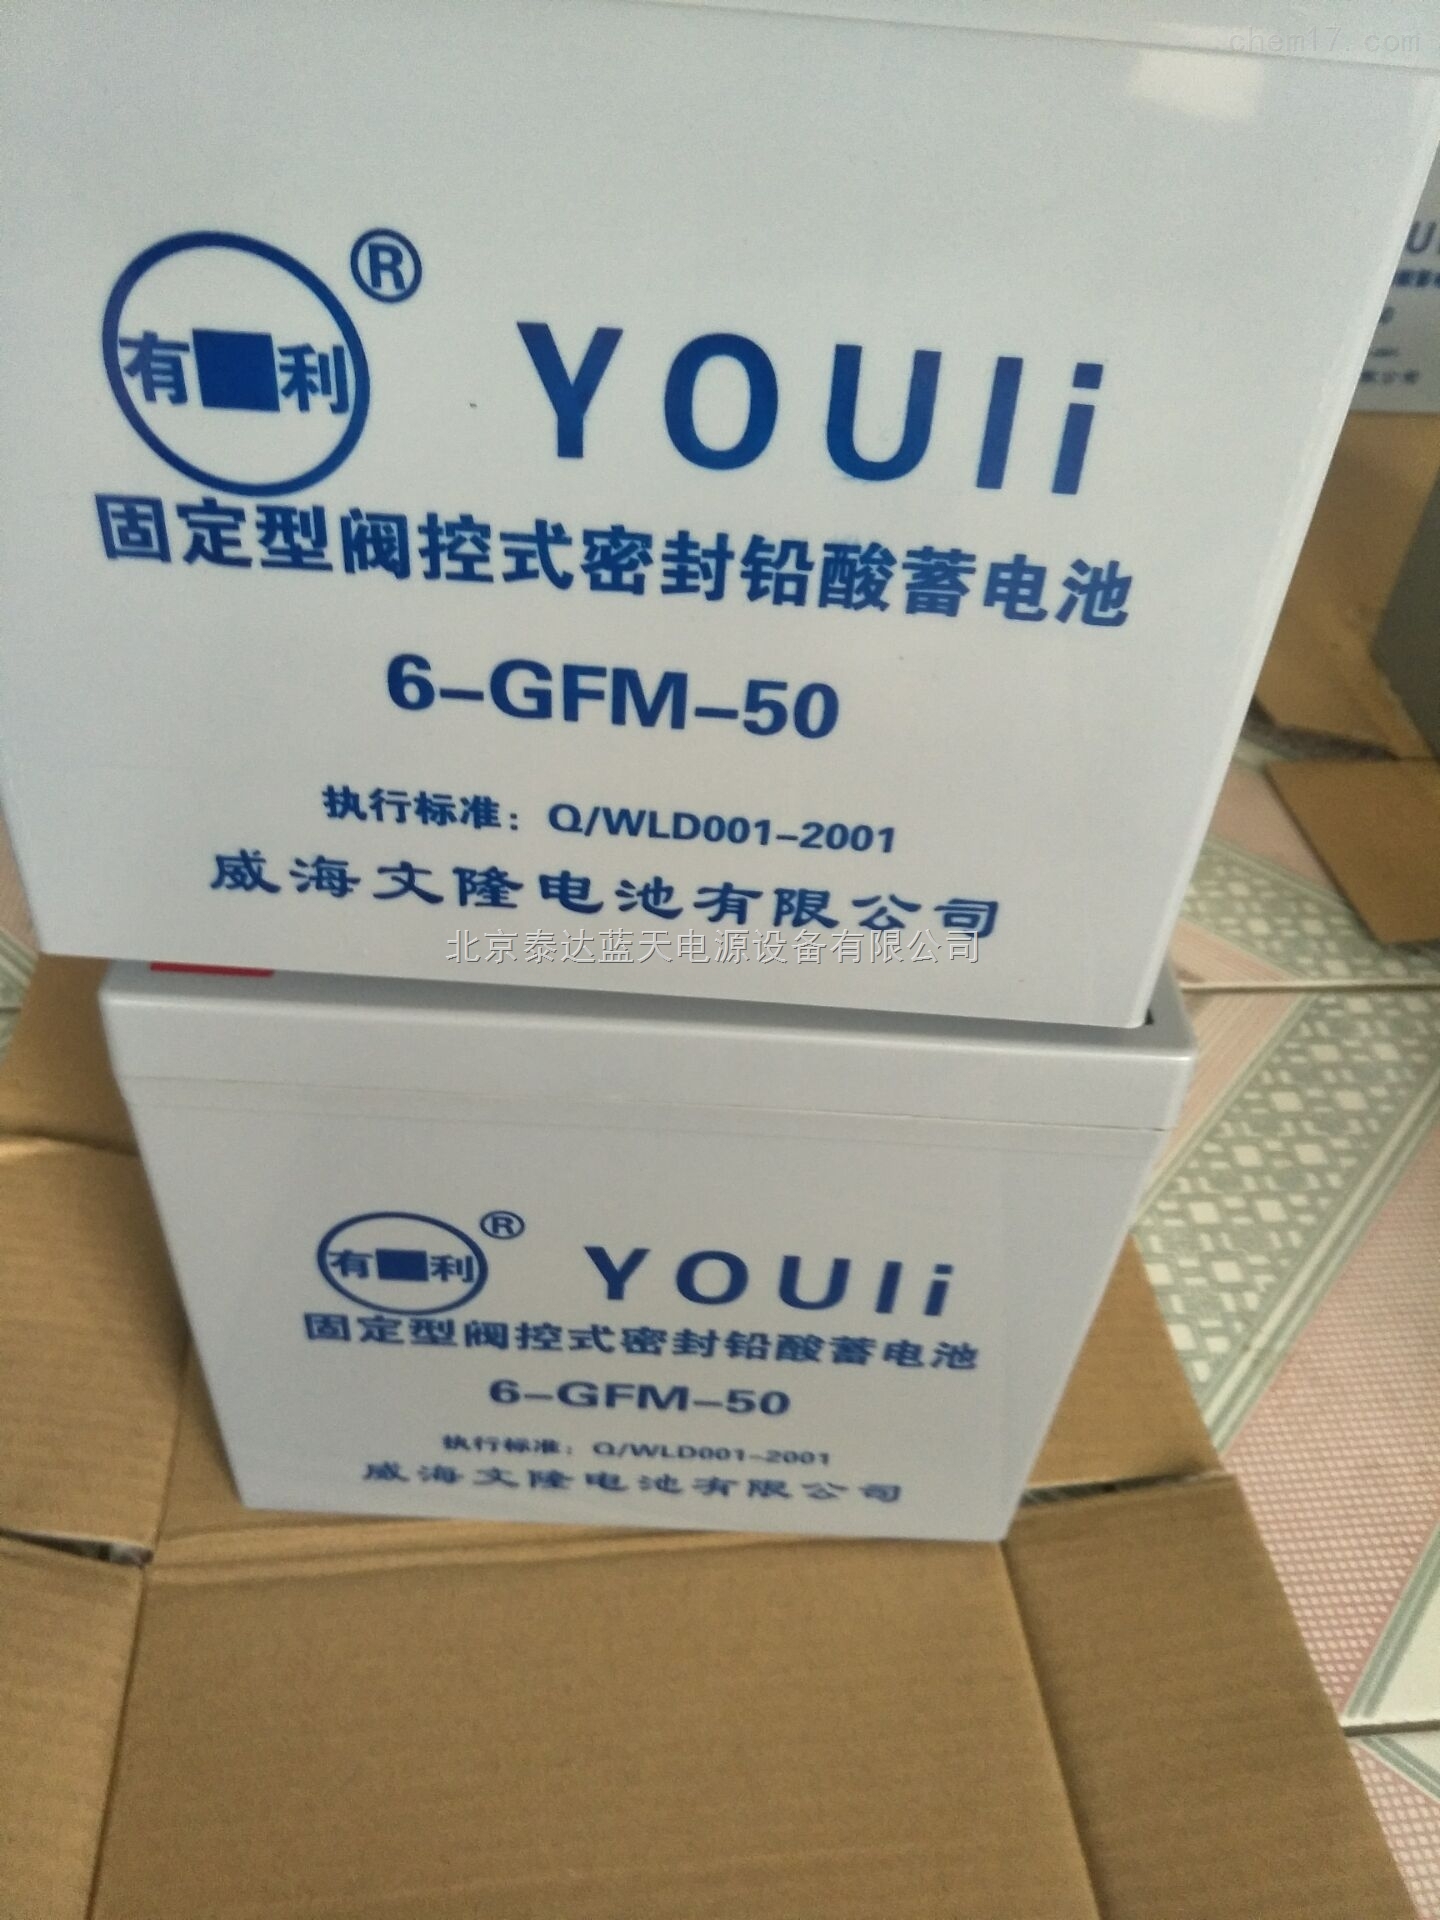 chem17.com
有利 ® YOUli
固定型阀控式密封铅酸蓄电池
6-GFM-50
执行标准：Q/WLD001-2001
威海文隆电池有限公司
北京泰达蓝天电源设备有限公司
有利 ® YOUli
固定型阀控式密封铅酸蓄电池
6-GFM-50
执行标准：Q/WLD001-2001
威海文隆电池有限公司